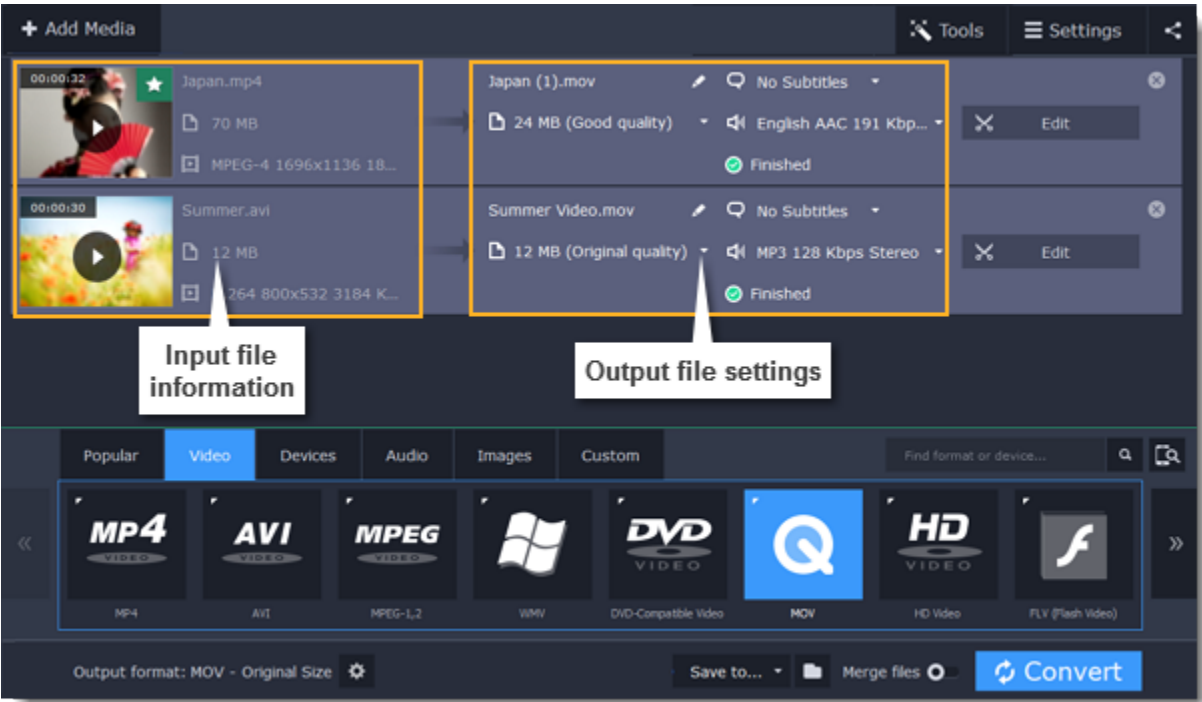 Add Media
Tools
Settings
00:00:32
Japan.mp4
70 MB
MPEG-4 1696x1136 18...
Japan (1).mov
No Subtitles
24 MB (Good quality)
English AAC 191 Kbp...
Edit
Finished
00:00:30
Summer.avi
12 MB
264 800x532 3184 K...
Summer Video.mov
No Subtitles
12 MB (Original quality)
MP3 128 Kbps Stereo
Edit
Finished
Input file
information
Output file settings
Popular
Video
Devices
Audio
Images
Custom
Find format or device...
MP4
VIDEO
MP4
AVI
VIDEO
AVI
MPEG
VIDEO
MPEG-1,2
WMV
DVD
VIDEO
DVD-Compatible Video
MOV
HD
VIDEO
HD Video
FLV (Flash Video)
Output format: MOV - Original Size
Save to...
Merge files
Convert